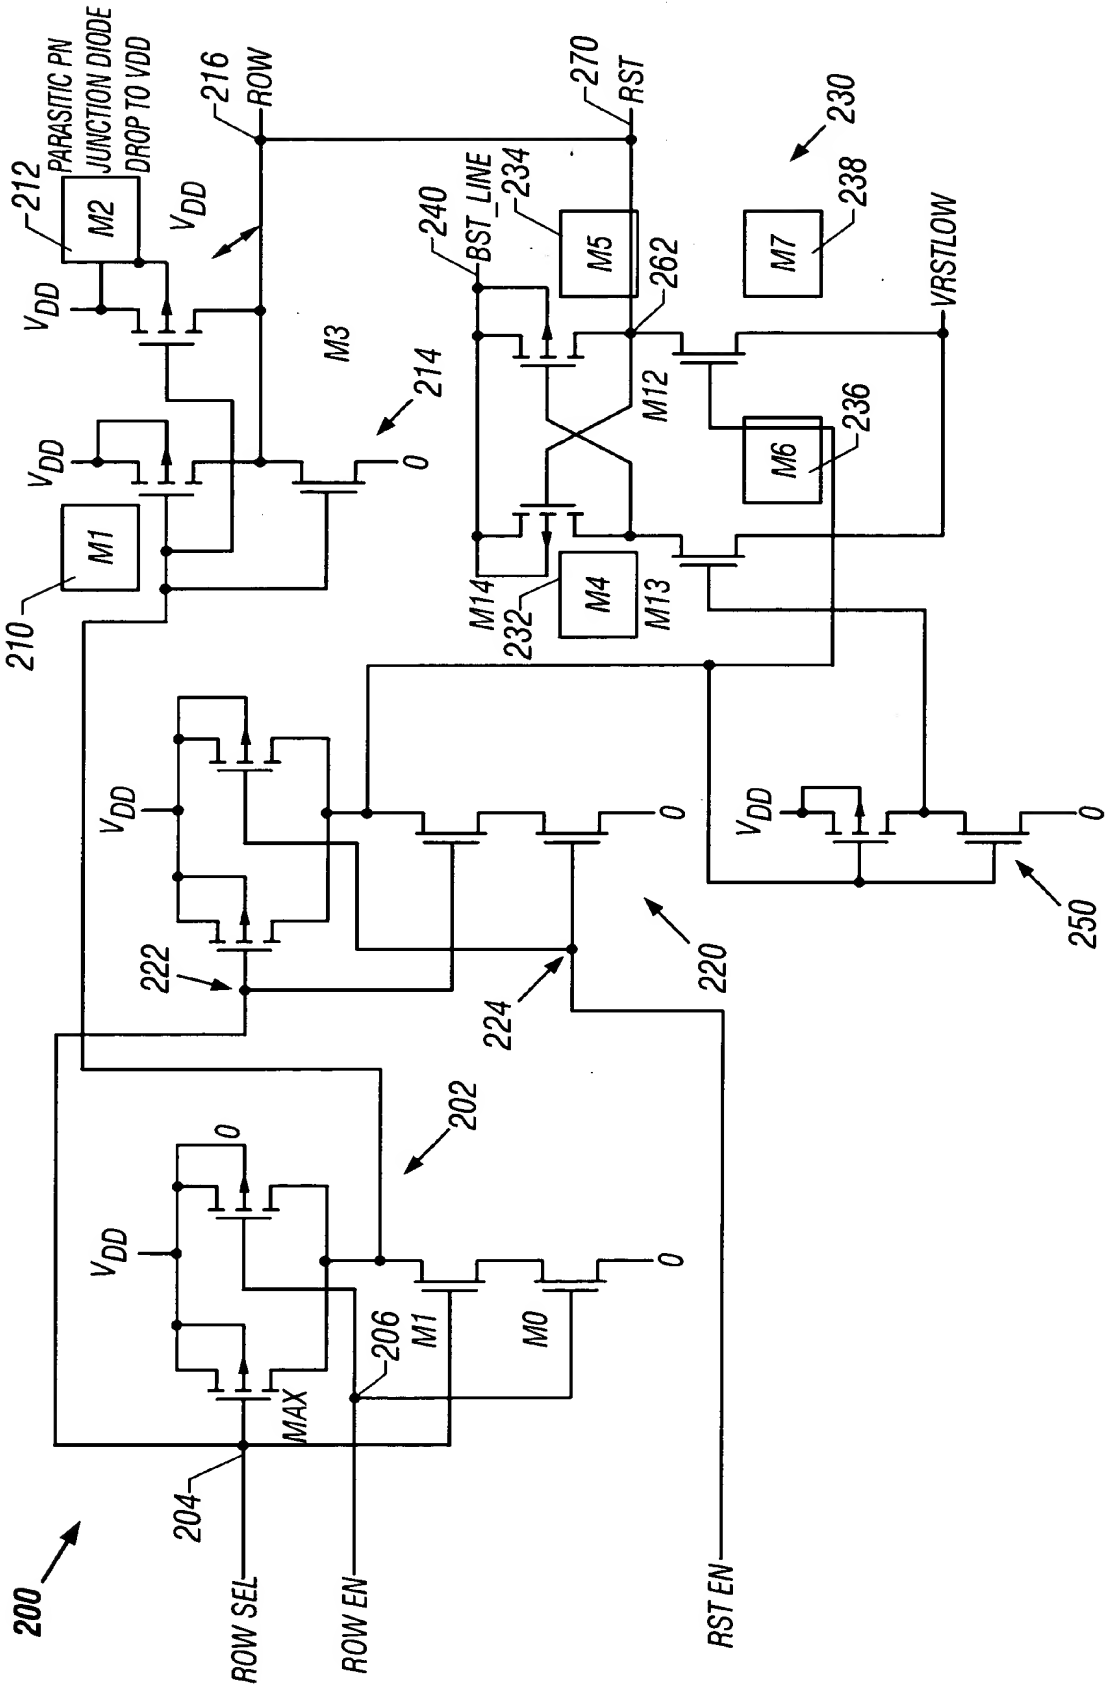 200
ROW SEL
204
ROW EN
206
RST EN
MAX
M1
M0
VDD
0
0
202
222
224
220
VDD
0
210
M1
VDD
VDD
M2
212
PARASITIC PN
JUNCTION DIODE
DROP TO VDD
VDD
216
ROW
M3
214
0
BST_LINE
240
234
M5
270
RST
262
M14
232
M4
M13
M12
M6
236
M7
238
230
VRSTLOW
VDD
0
250